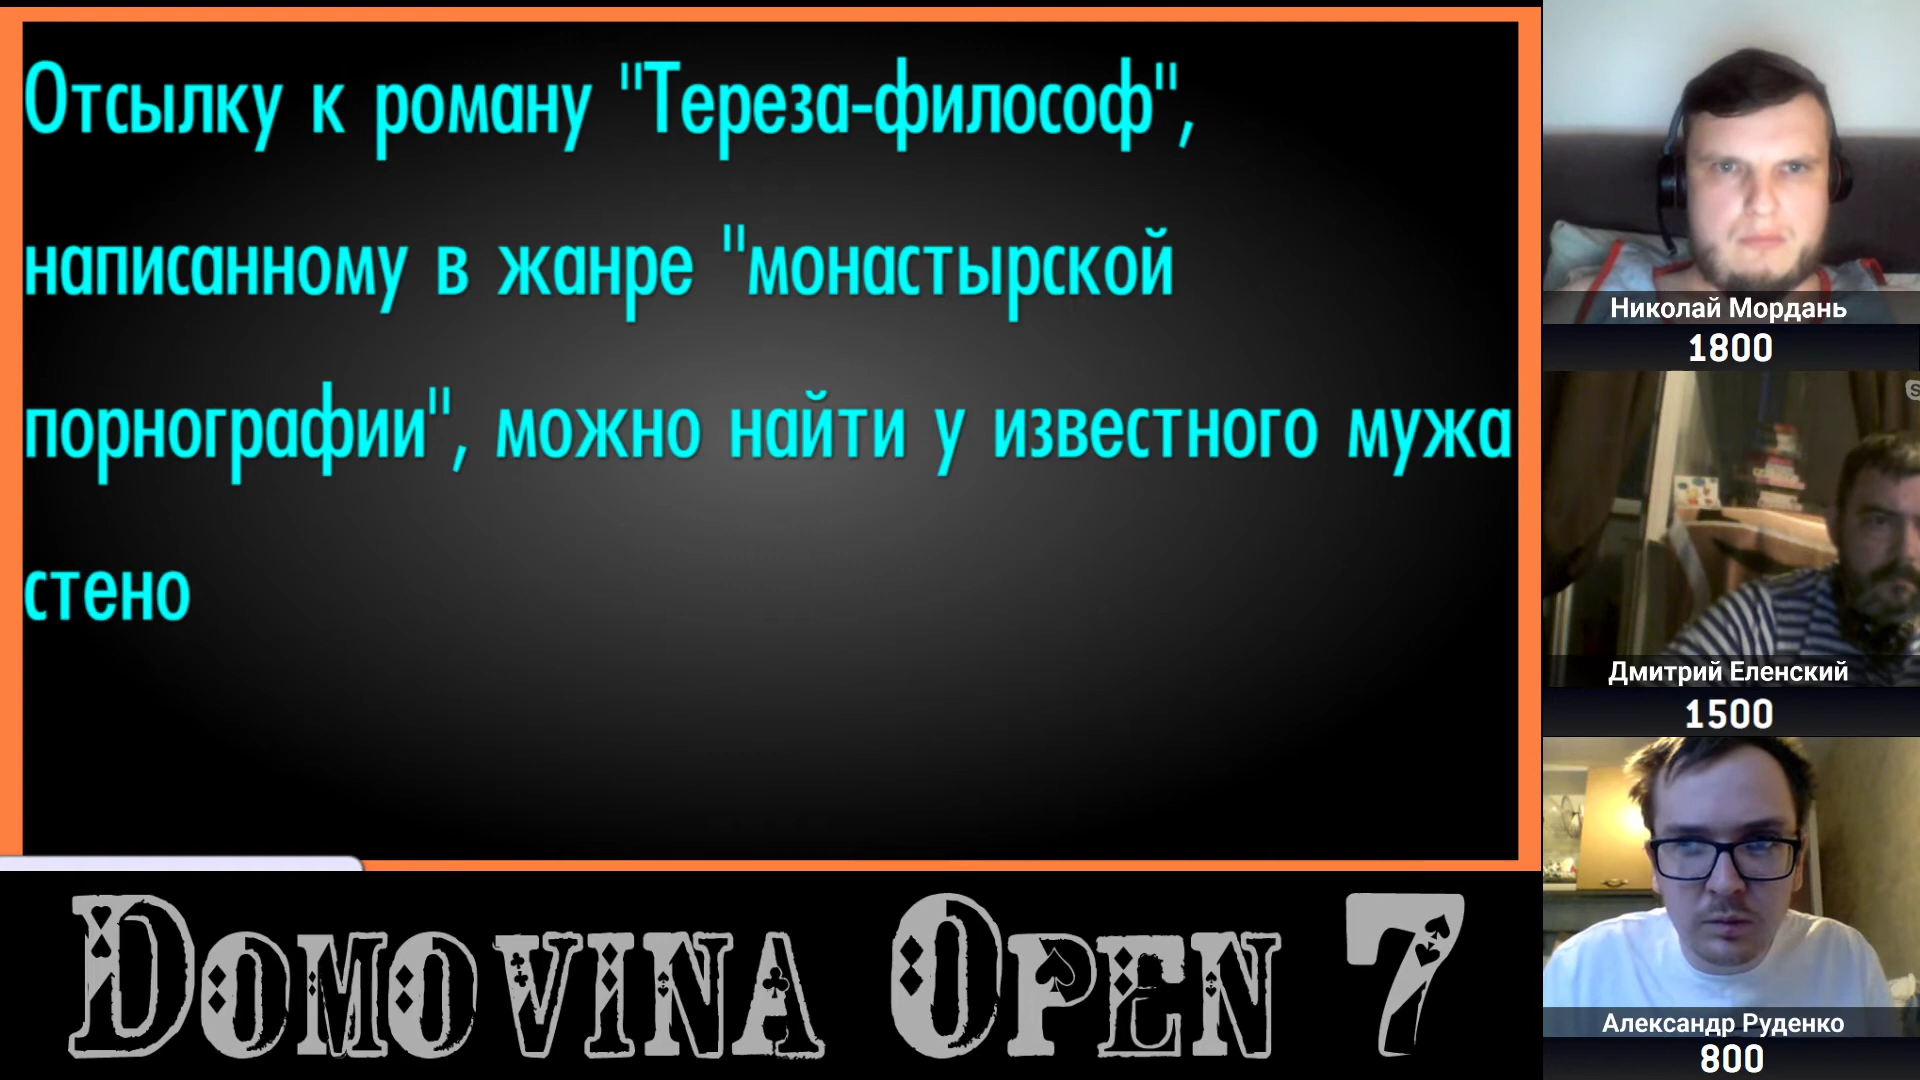 Отсылку к роману "Тереза-философ",
написанному в жанре "монастырской
порнографии", можно найти у известного мужа
стено
Николай Мордань
1800
S
Дмитрий Еленский
1500
Александр Руденко
800
DOMOVINA OPEN 7